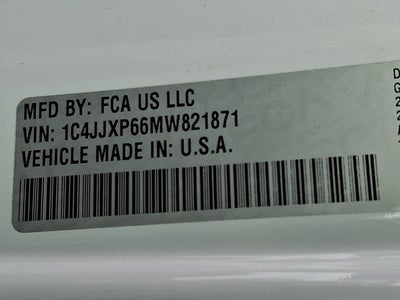 MFD BY: FCA US LLC
VIN: 1C4JJXP66MW821871
VEHICLE MADE IN: U.S.A.